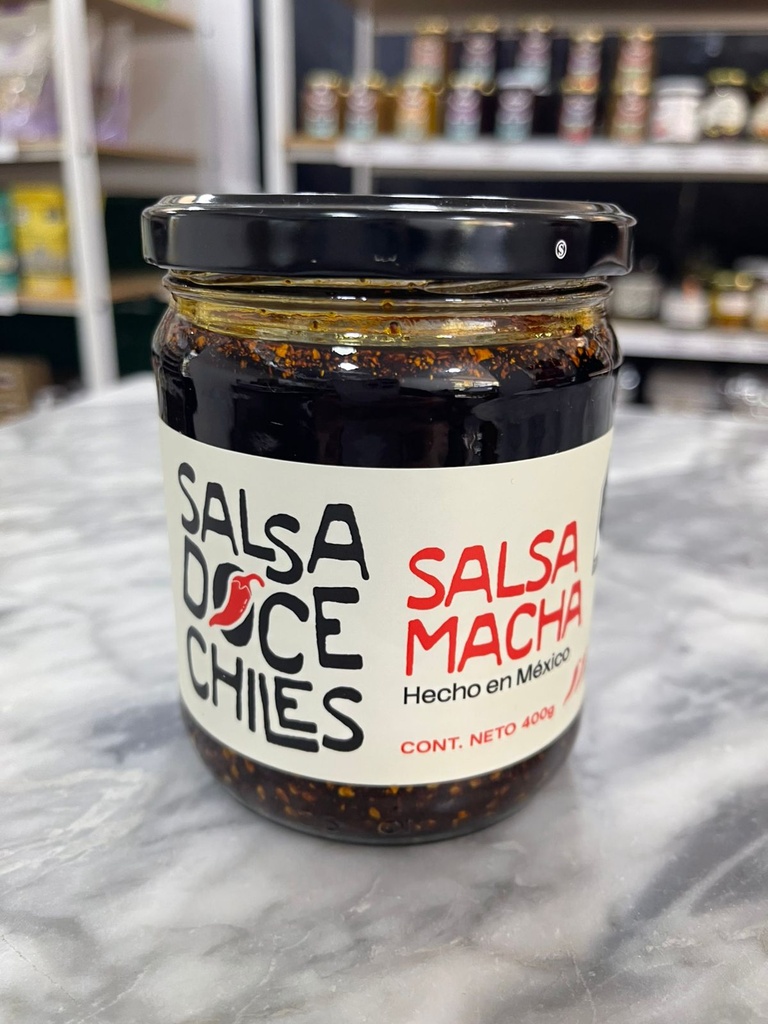 SALSA
DOCE
CHILES
SALSA
MACHA
Hecho en México
CONT. NETO 400g